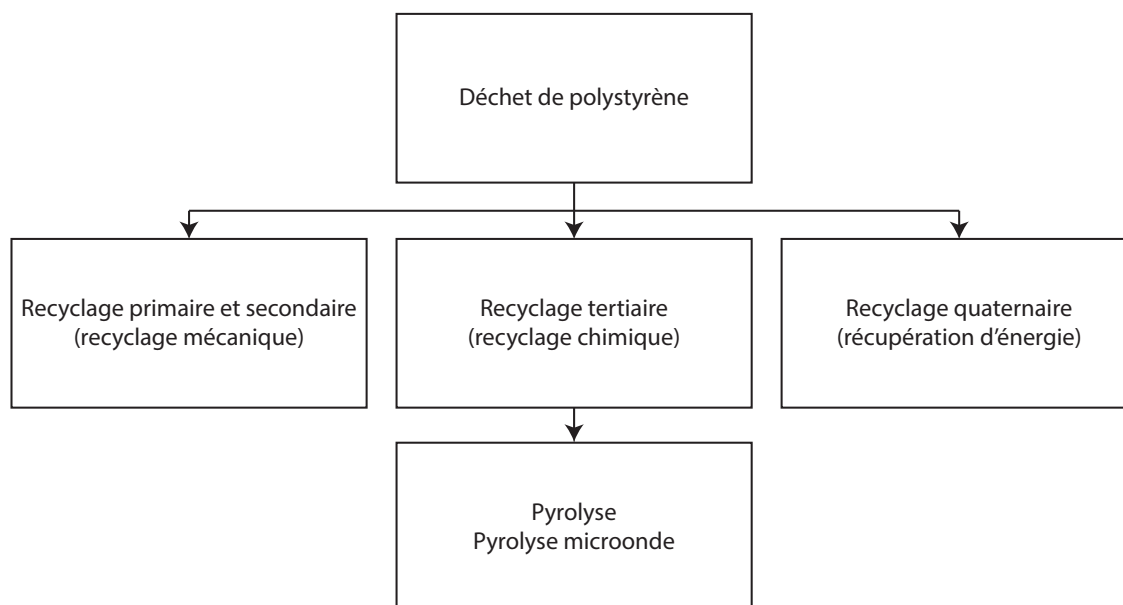 Déchet de polystyrène
Recyclage primaire et secondaire
(recyclage mécanique)
Recyclage tertiaire
(recyclage chimique)
Recyclage quaternaire
(récupération d'énergie)
Pyrolyse
Pyrolyse microonde